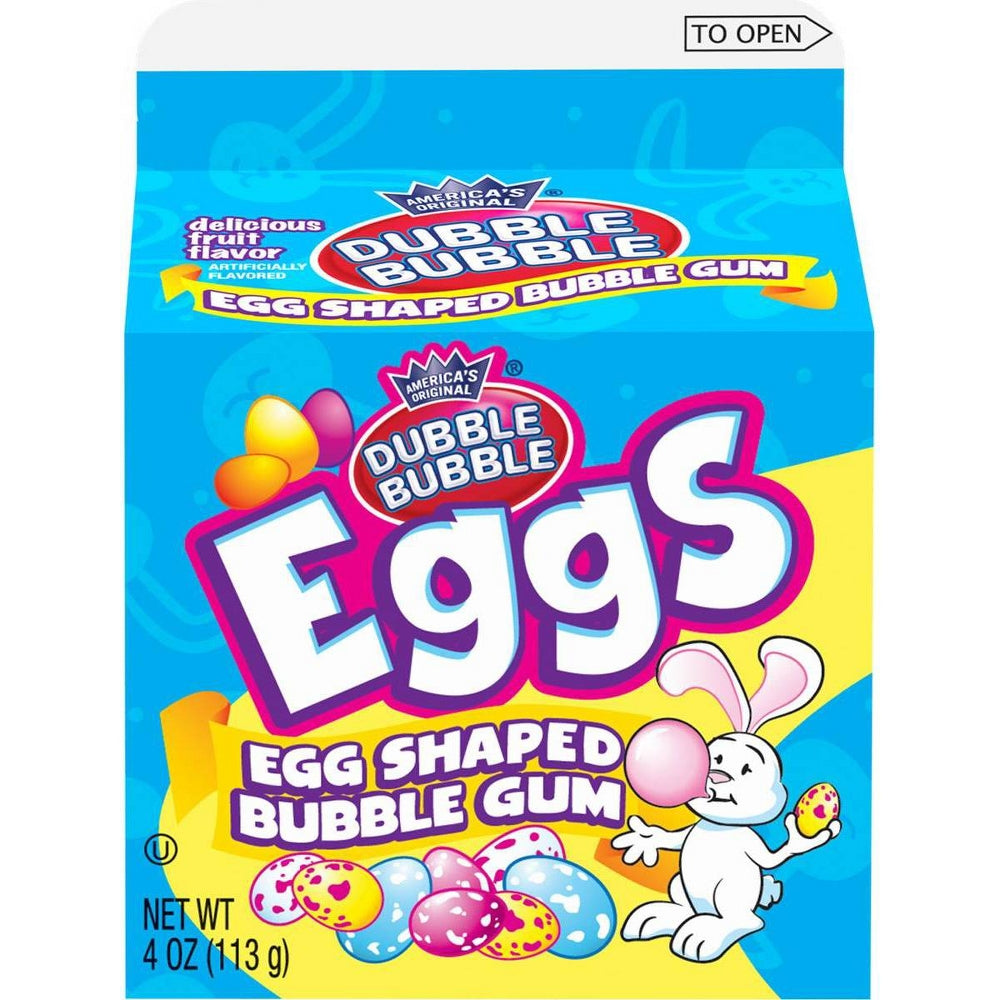 TO OPEN
AMERICA'S
ORIGINAL
®
DUBBLE
BUBBLE
delicious
fruit
flavor
ARTIFICIALLY
FLAVORED
EGG SHAPED BUBBLE GUM
AMERICA'S
ORIGINAL
®
DUBBLE
BUBBLE
Eggs
EGG SHAPED
BUBBLE GUM
U
NET WT
4 OZ (113 g)